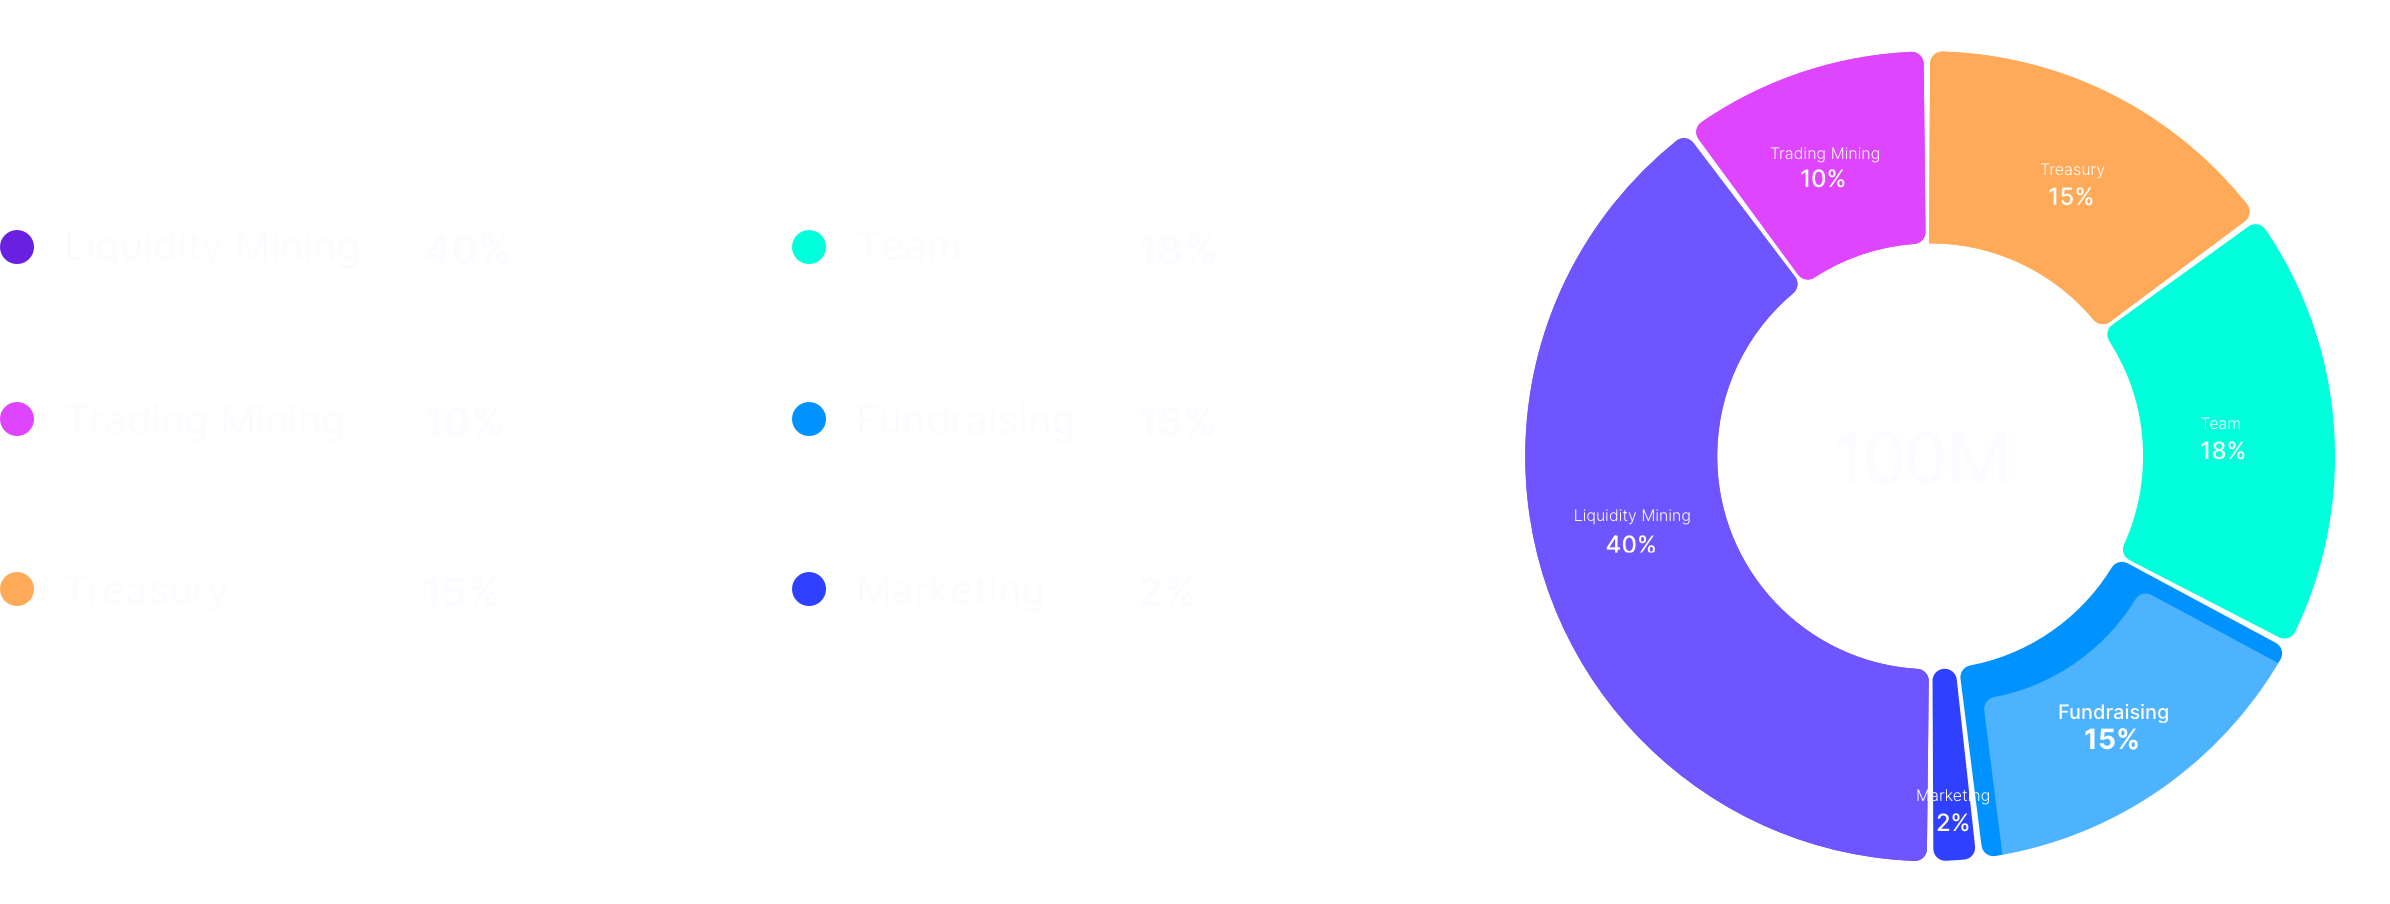 Liquidity Mining 40%
Team 18%
Trading Mining 10%
Fundraising 15%
Treasury 15%
Marketing 2%
Trading Mining
10%
Treasury
15%
Team
18%
100M
Liquidity Mining
40%
Fundraising
15%
Marketing
2%